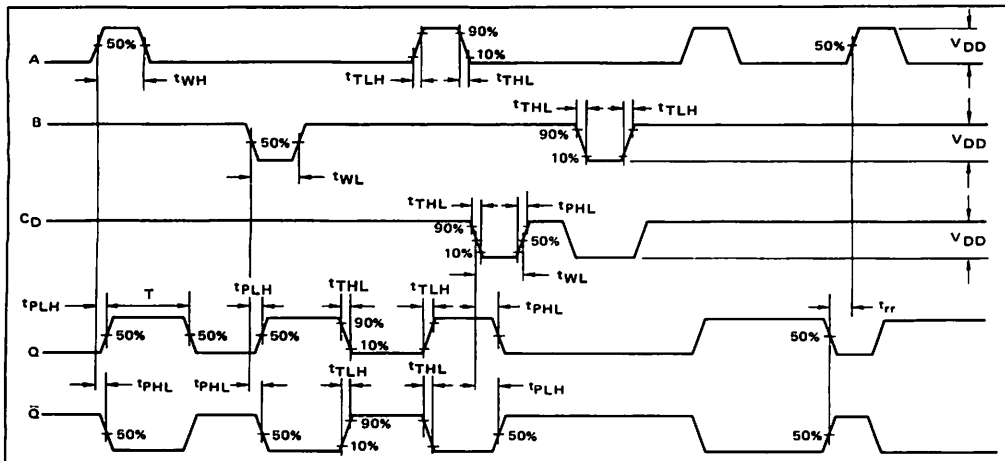 A
50%
tWH
tTLH
90%
10%
tTHL
50%
VDD
B
50%
tWL
tTHL
tTLH
90%
10%
VDD
CD
tTHL
tPHL
90%
10%
50%
tWL
VDD
tPLH
T
tPLH
tTHL
tTLH
tPHL
trr
Q
50%
50%
50%
90%
10%
50%
tPHL
tPHL
tTLH
tTHL
tPLH
Q̄
50%
50%
90%
10%
50%
50%